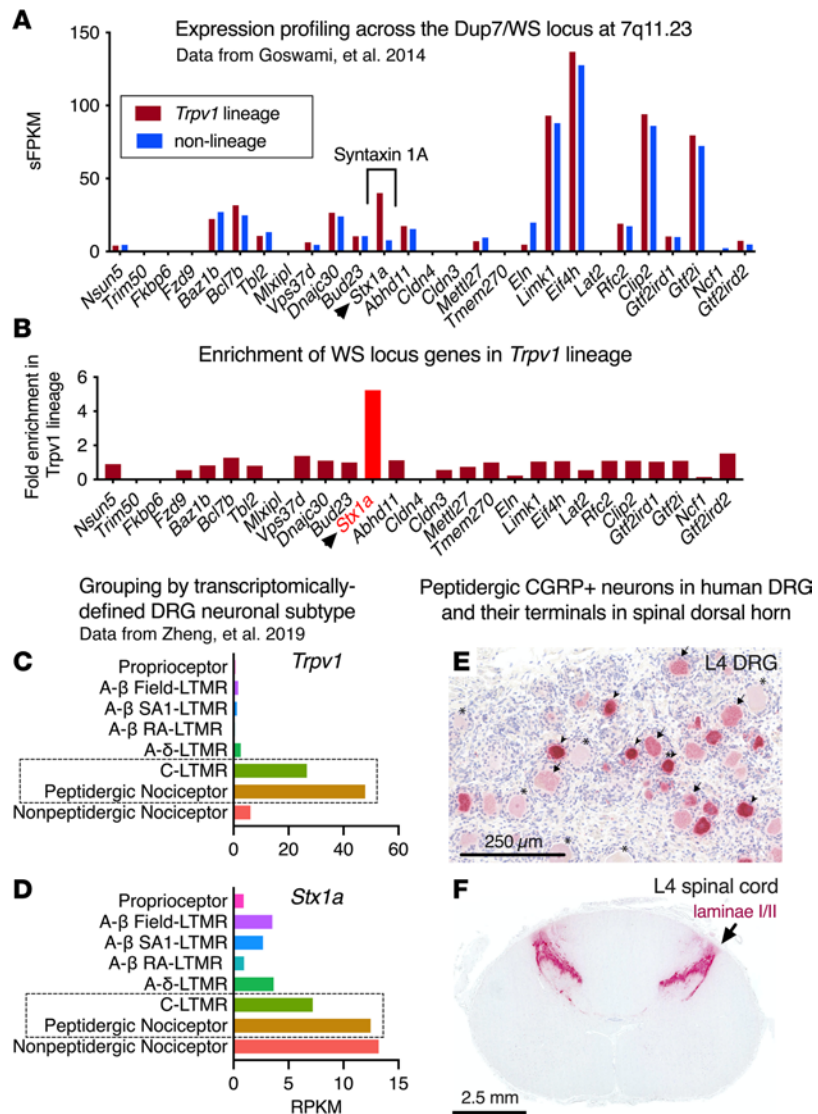 A
Expression profiling across the Dup7/WS locus at 7q11.23
Data from Goswami, et al. 2014
150
100
50
0
sFPKM
Trpv1 lineage
non-lineage
Syntaxin 1A
Nsun5
Trim50
Fkbp6
Fzd9
Baz1b
Bcl7b
Tbl2
Mlxipl
Vps37d
Dnajc30
Bud23
Stx1a
Abhd11
Cldn4
Cldn3
Mettl27
Tmem270
Eln
Limk1
Eif4h
Lat2
Rfc2
Clip2
Gtf2ird1
Gtf2i
Ncf1
Gtf2ird2
B
Enrichment of WS locus genes in Trpv1 lineage
Fold enrichment in
Trpv1 lineage
6
4
2
0
Nsun5
Trim50
Fkbp6
Fzd9
Baz1b
Bcl7b
Tbl2
Mlxipl
Vps37d
Dnajc30
Bud23
Stx1a
Abhd11
Cldn4
Cldn3
Mettl27
Tmem270
Eln
Limk1
Eif4h
Lat2
Rfc2
Clip2
Gtf2ird1
Gtf2i
Ncf1
Gtf2ird2
Grouping by transcriptomically-
defined DRG neuronal subtype
Data from Zheng, et al. 2019
C
Trpv1
Proprioceptor
A-β Field-LTMR
A-β SA1-LTMR
A-β RA-LTMR
A-δ-LTMR
C-LTMR
Peptidergic Nociceptor
Nonpeptidergic Nociceptor
0 20 40 60
D
Stx1a
Proprioceptor
A-β Field-LTMR
A-β SA1-LTMR
A-β RA-LTMR
A-δ-LTMR
C-LTMR
Peptidergic Nociceptor
Nonpeptidergic Nociceptor
0 5 10 15
RPKM
Peptidergic CGRP+ neurons in human DRG
and their terminals in spinal dorsal horn
E
L4 DRG
250 μm
F
L4 spinal cord
laminae I/II
2.5 mm